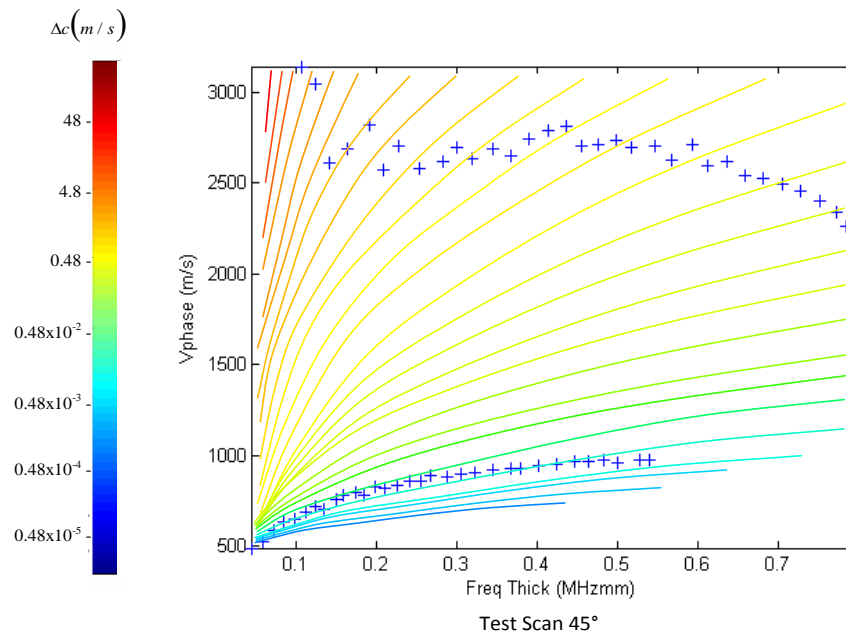 Δc(m/s)
48
4.8
0.48
0.48x10⁻²
0.48x10⁻³
0.48x10⁻⁴
0.48x10⁻⁵
Vphase (m/s)
3000
2500
2000
1500
1000
500
0.1 0.2 0.3 0.4 0.5 0.6 0.7
Freq Thick (MHzmm)
Test Scan 45°